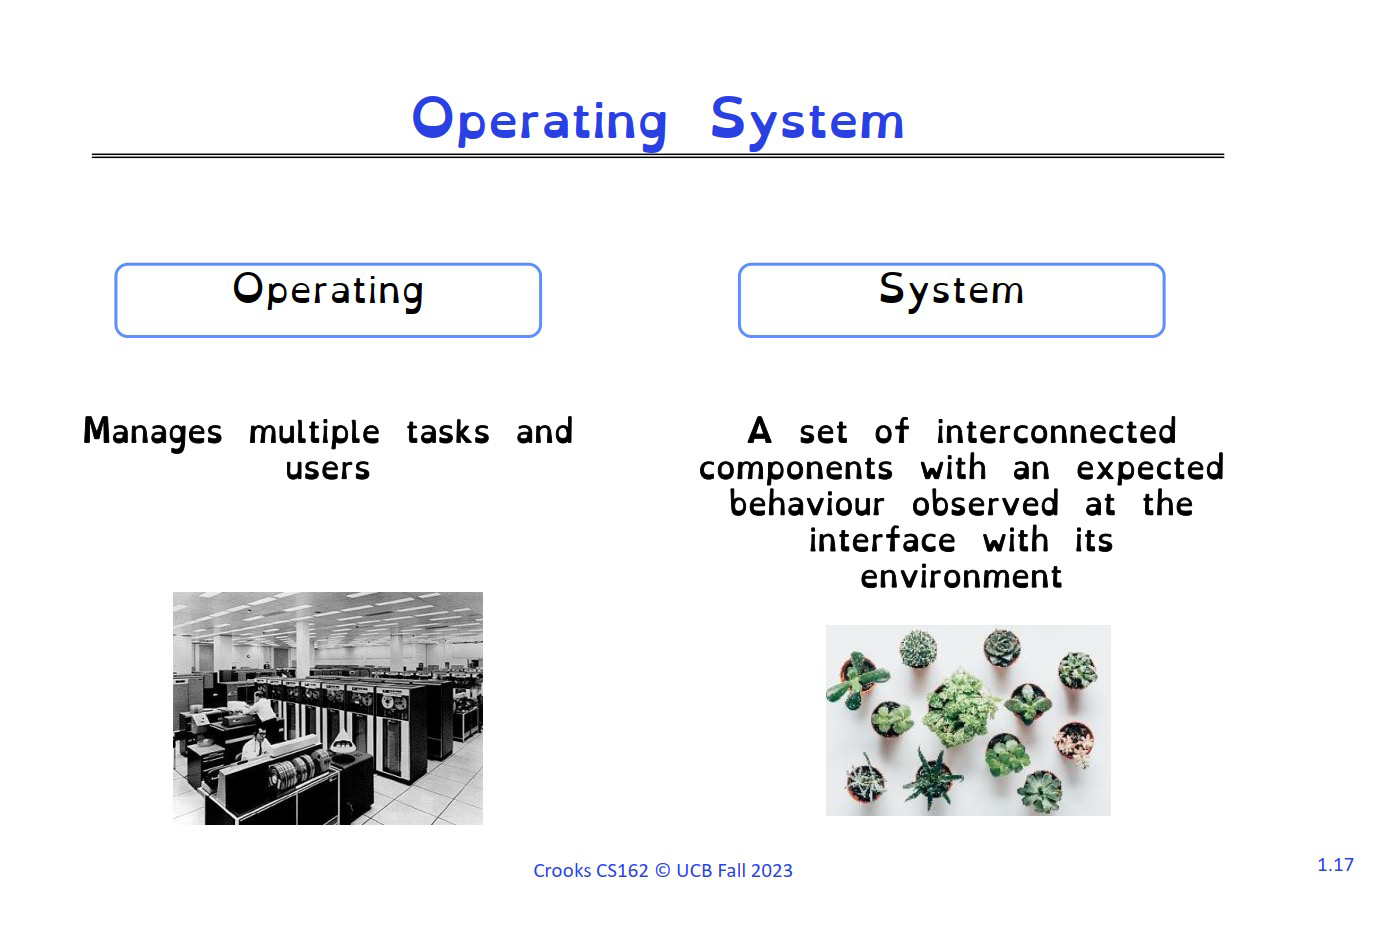 Operating System
Operating
System
Manages multiple tasks and
users
A set of interconnected
components with an expected
behaviour observed at the
interface with its
environment
Crooks CS162 © UCB Fall 2023
1.17